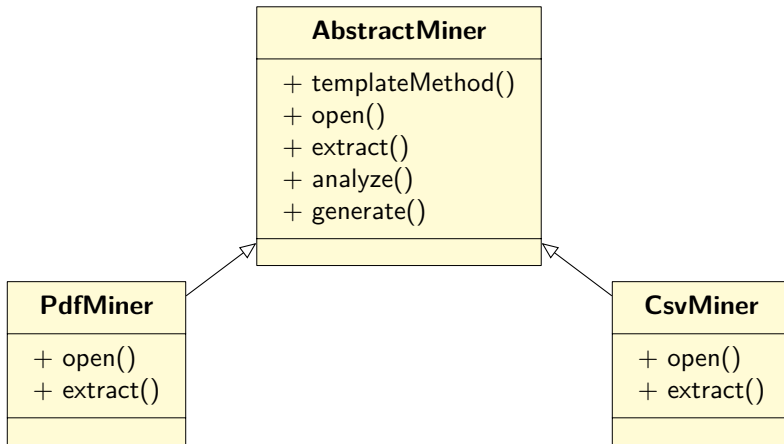 AbstractMiner
+ templateMethod()
+ open()
+ extract()
+ analyze()
+ generate()
PdfMiner
+ open()
+ extract()
CsvMiner
+ open()
+ extract()